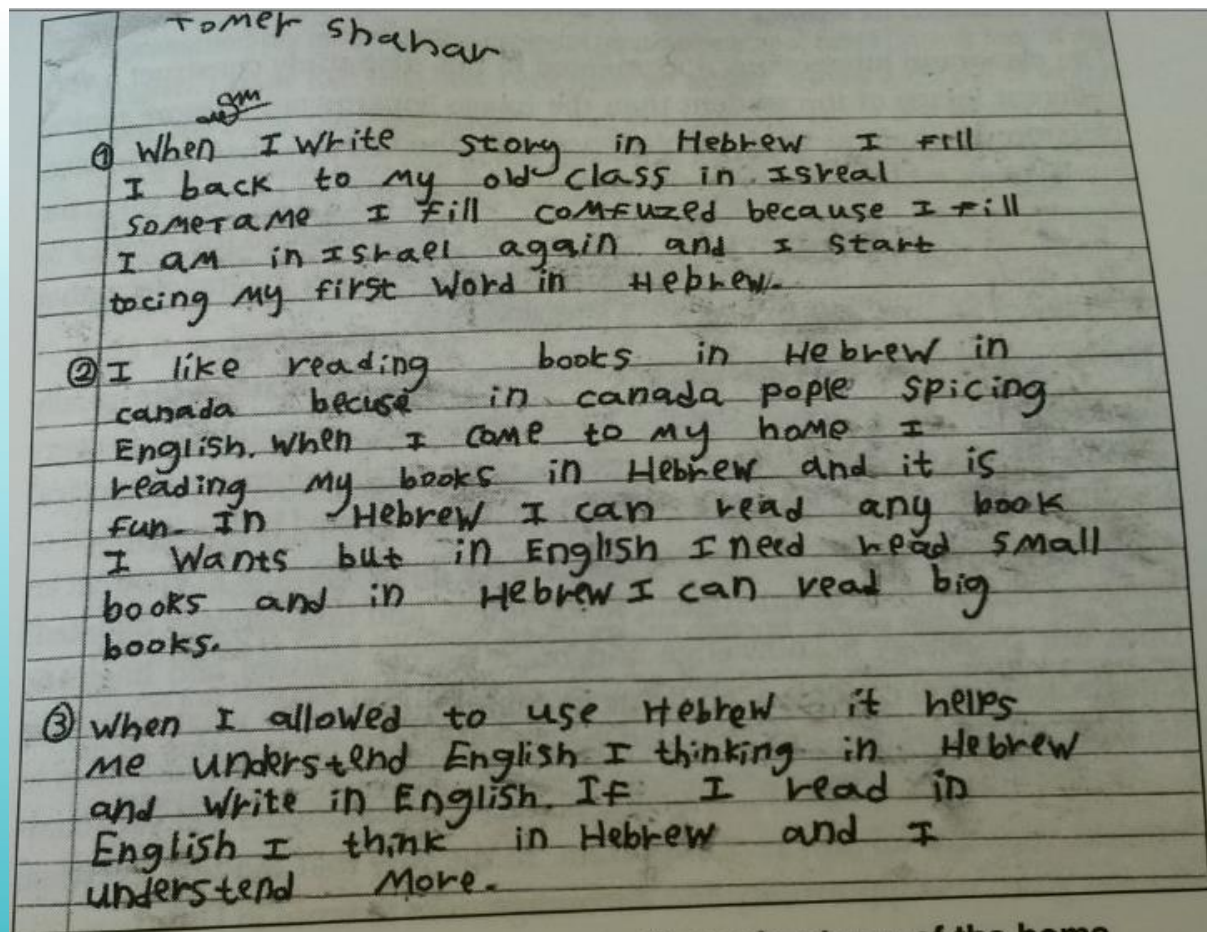 Tomer Shahar
am
① When I write story in Hebrew I fill
I back to my old class in Isreal
sometame I fill comfuzed because I fill
I am in Israel again and I start
tocing my first word in Hebrew.
② I like reading books in Hebrew in
canada becuse in canada pople spicing
English. When I come to my home I
reading my books in Hebrew and it is
fun. In Hebrew I can read any book
I wants but in English I need read small
books and in Hebrew I can read big
books.
③ When I allowed to use Hebrew it helps
me understend English I thinking in Hebrew
and write in English. If I read in
English I think in Hebrew and I
understend more.
of the home